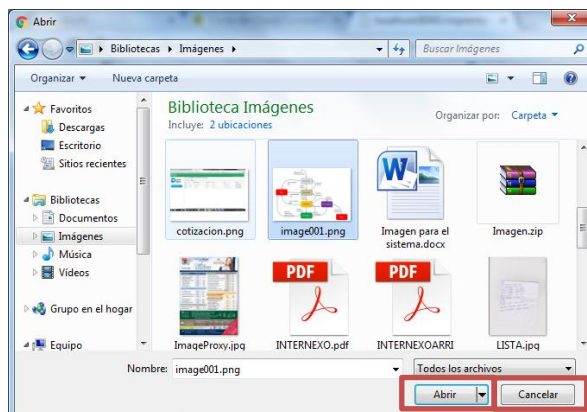 Abrir
Bibliotecas
Imágenes
Buscar Imágenes
Organizar
Nueva carpeta
Favoritos
Descargas
Escritorio
Sitios recientes
Bibliotecas
Documentos
Imágenes
Música
Vídeos
Grupo en el hogar
Equipo
Biblioteca Imágenes
Incluye: 2 ubicaciones
Organizar por: Carpeta
cotizacion.png
image001.png
Imagen para el
sistema.docx
Imagen.zip
PDF
PDF
ImageProxy.jpg
INTERNEXO.pdf
INTERNEXOARRI
LISTA.jpg
Nombre: image001.png
Todos los archivos
Abrir
Cancelar